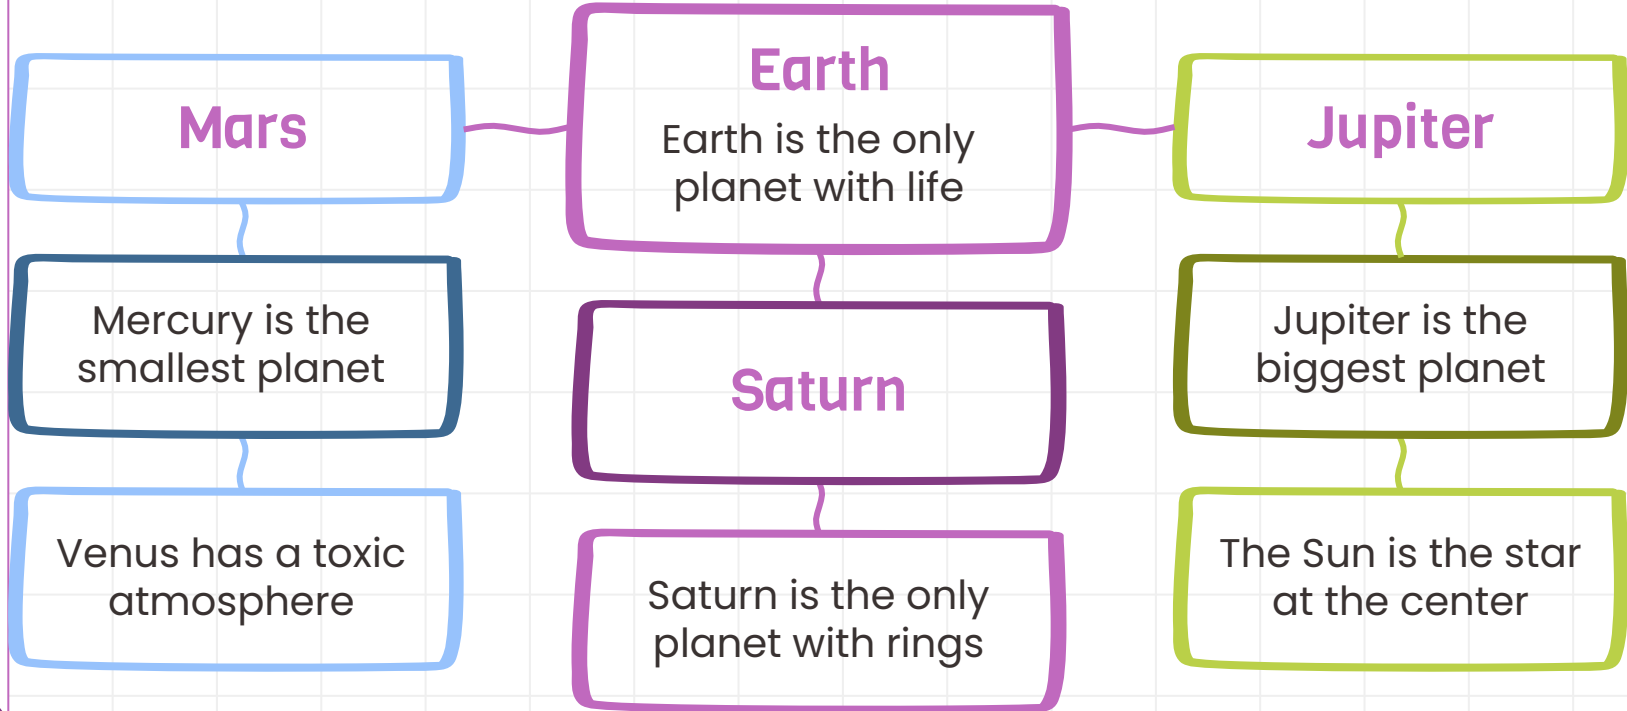 Mars
Earth
Earth is the only
planet with life
Jupiter
Mercury is the
smallest planet
Saturn
Jupiter is the
biggest planet
Venus has a toxic
atmosphere
Saturn is the only
planet with rings
The Sun is the star
at the center